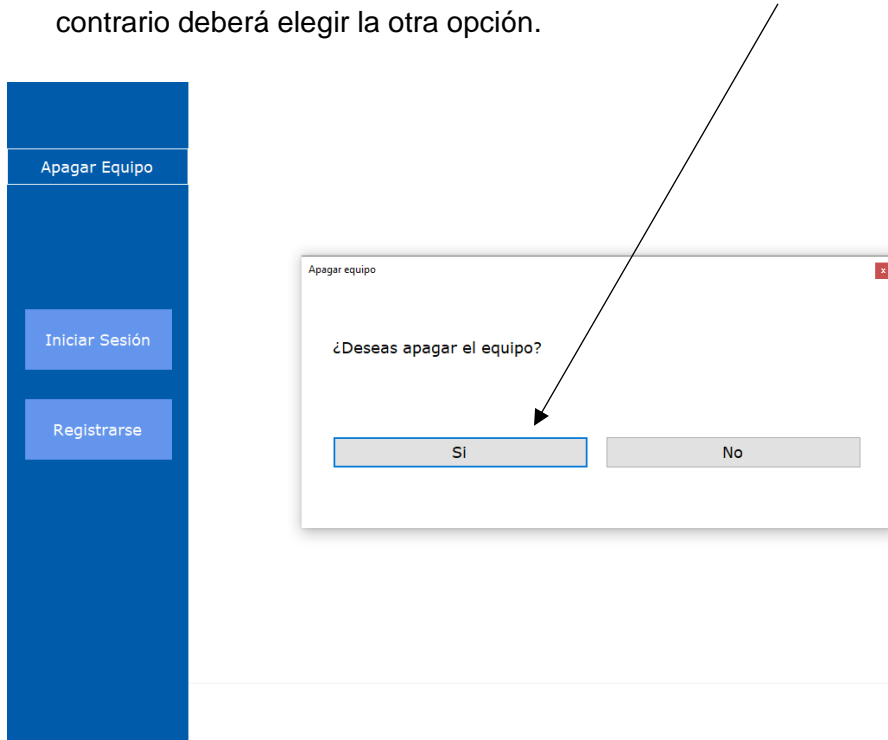 contrario deberá elegir la otra opción.
Apagar Equipo
Iniciar Sesión
Registrarse
Apagar equipo
x
¿Deseas apagar el equipo?
Si
No